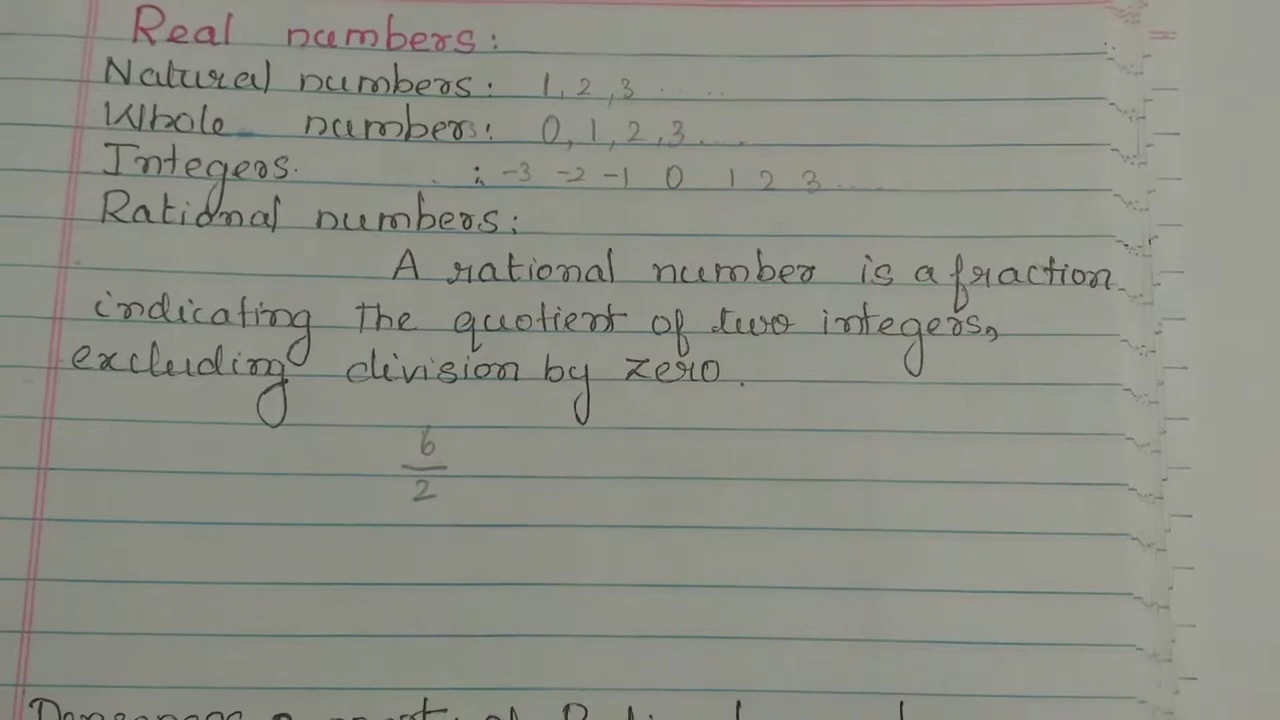 Real numbers:
Natural numbers: 1, 2, 3 .....
Whole numbers: 0, 1, 2, 3 ....
Integers. : -3 -2 -1 0 1 2 3 ....
Rational numbers:
A rational number is a fraction
indicating the quotient of two integers,
excluding division by zero.
6
2